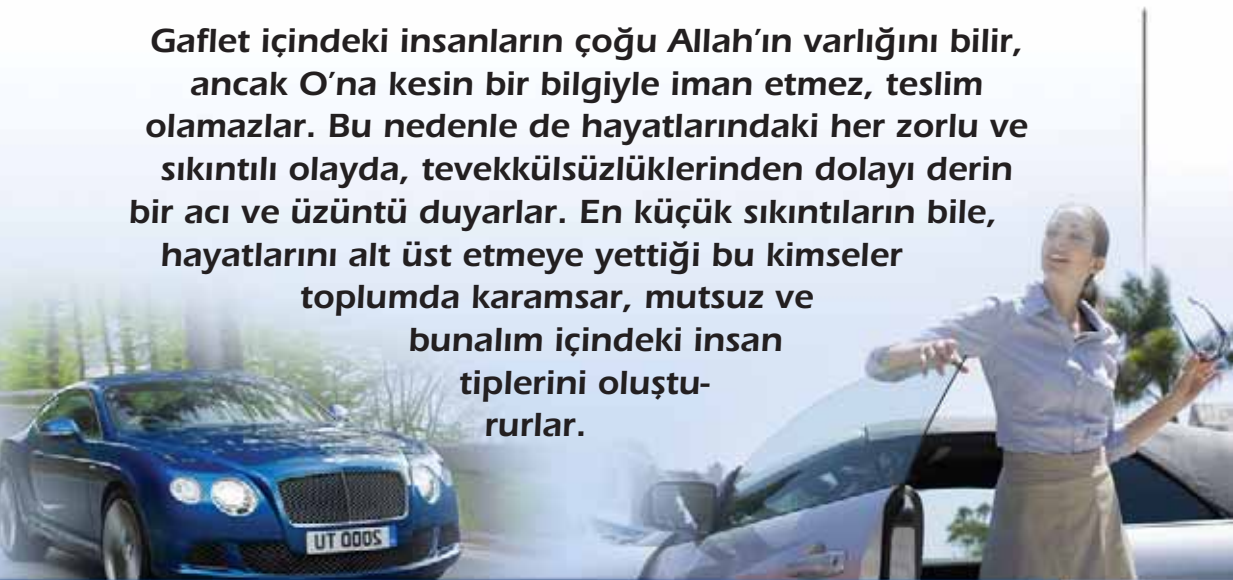 Gaflet içindeki insanların çoğu Allah'ın varlığını bilir,
ancak O'na kesin bir bilgiyle iman etmez, teslim
olamazlar. Bu nedenle de hayatlarındaki her zorlu ve
sıkıntılı olayda, tevekkülsüzlüklerinden dolayı derin
bir acı ve üzüntü duyarlar. En küçük sıkıntıların bile,
hayatlarını alt üst etmeye yettiği bu kimseler
toplumda karamsar, mutsuz ve
bunalım içindeki insan
tiplerini oluştu-
rurlar.